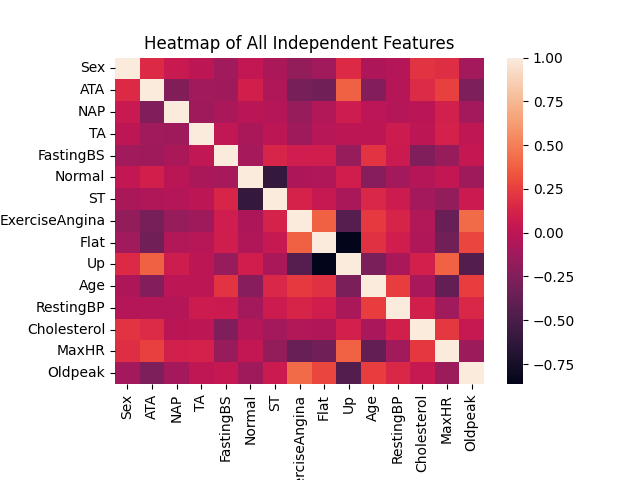 Heatmap of All Independent Features
Sex
ATA
NAP
TA
FastingBS
Normal
ST
ExerciseAngina
Flat
Up
Age
RestingBP
Cholesterol
MaxHR
Oldpeak
Sex
ATA
NAP
TA
FastingBS
Normal
ST
erciseAngina
Flat
Up
Age
RestingBP
Cholesterol
MaxHR
Oldpeak
1.00
0.75
0.50
0.25
0.00
−0.25
−0.50
−0.75